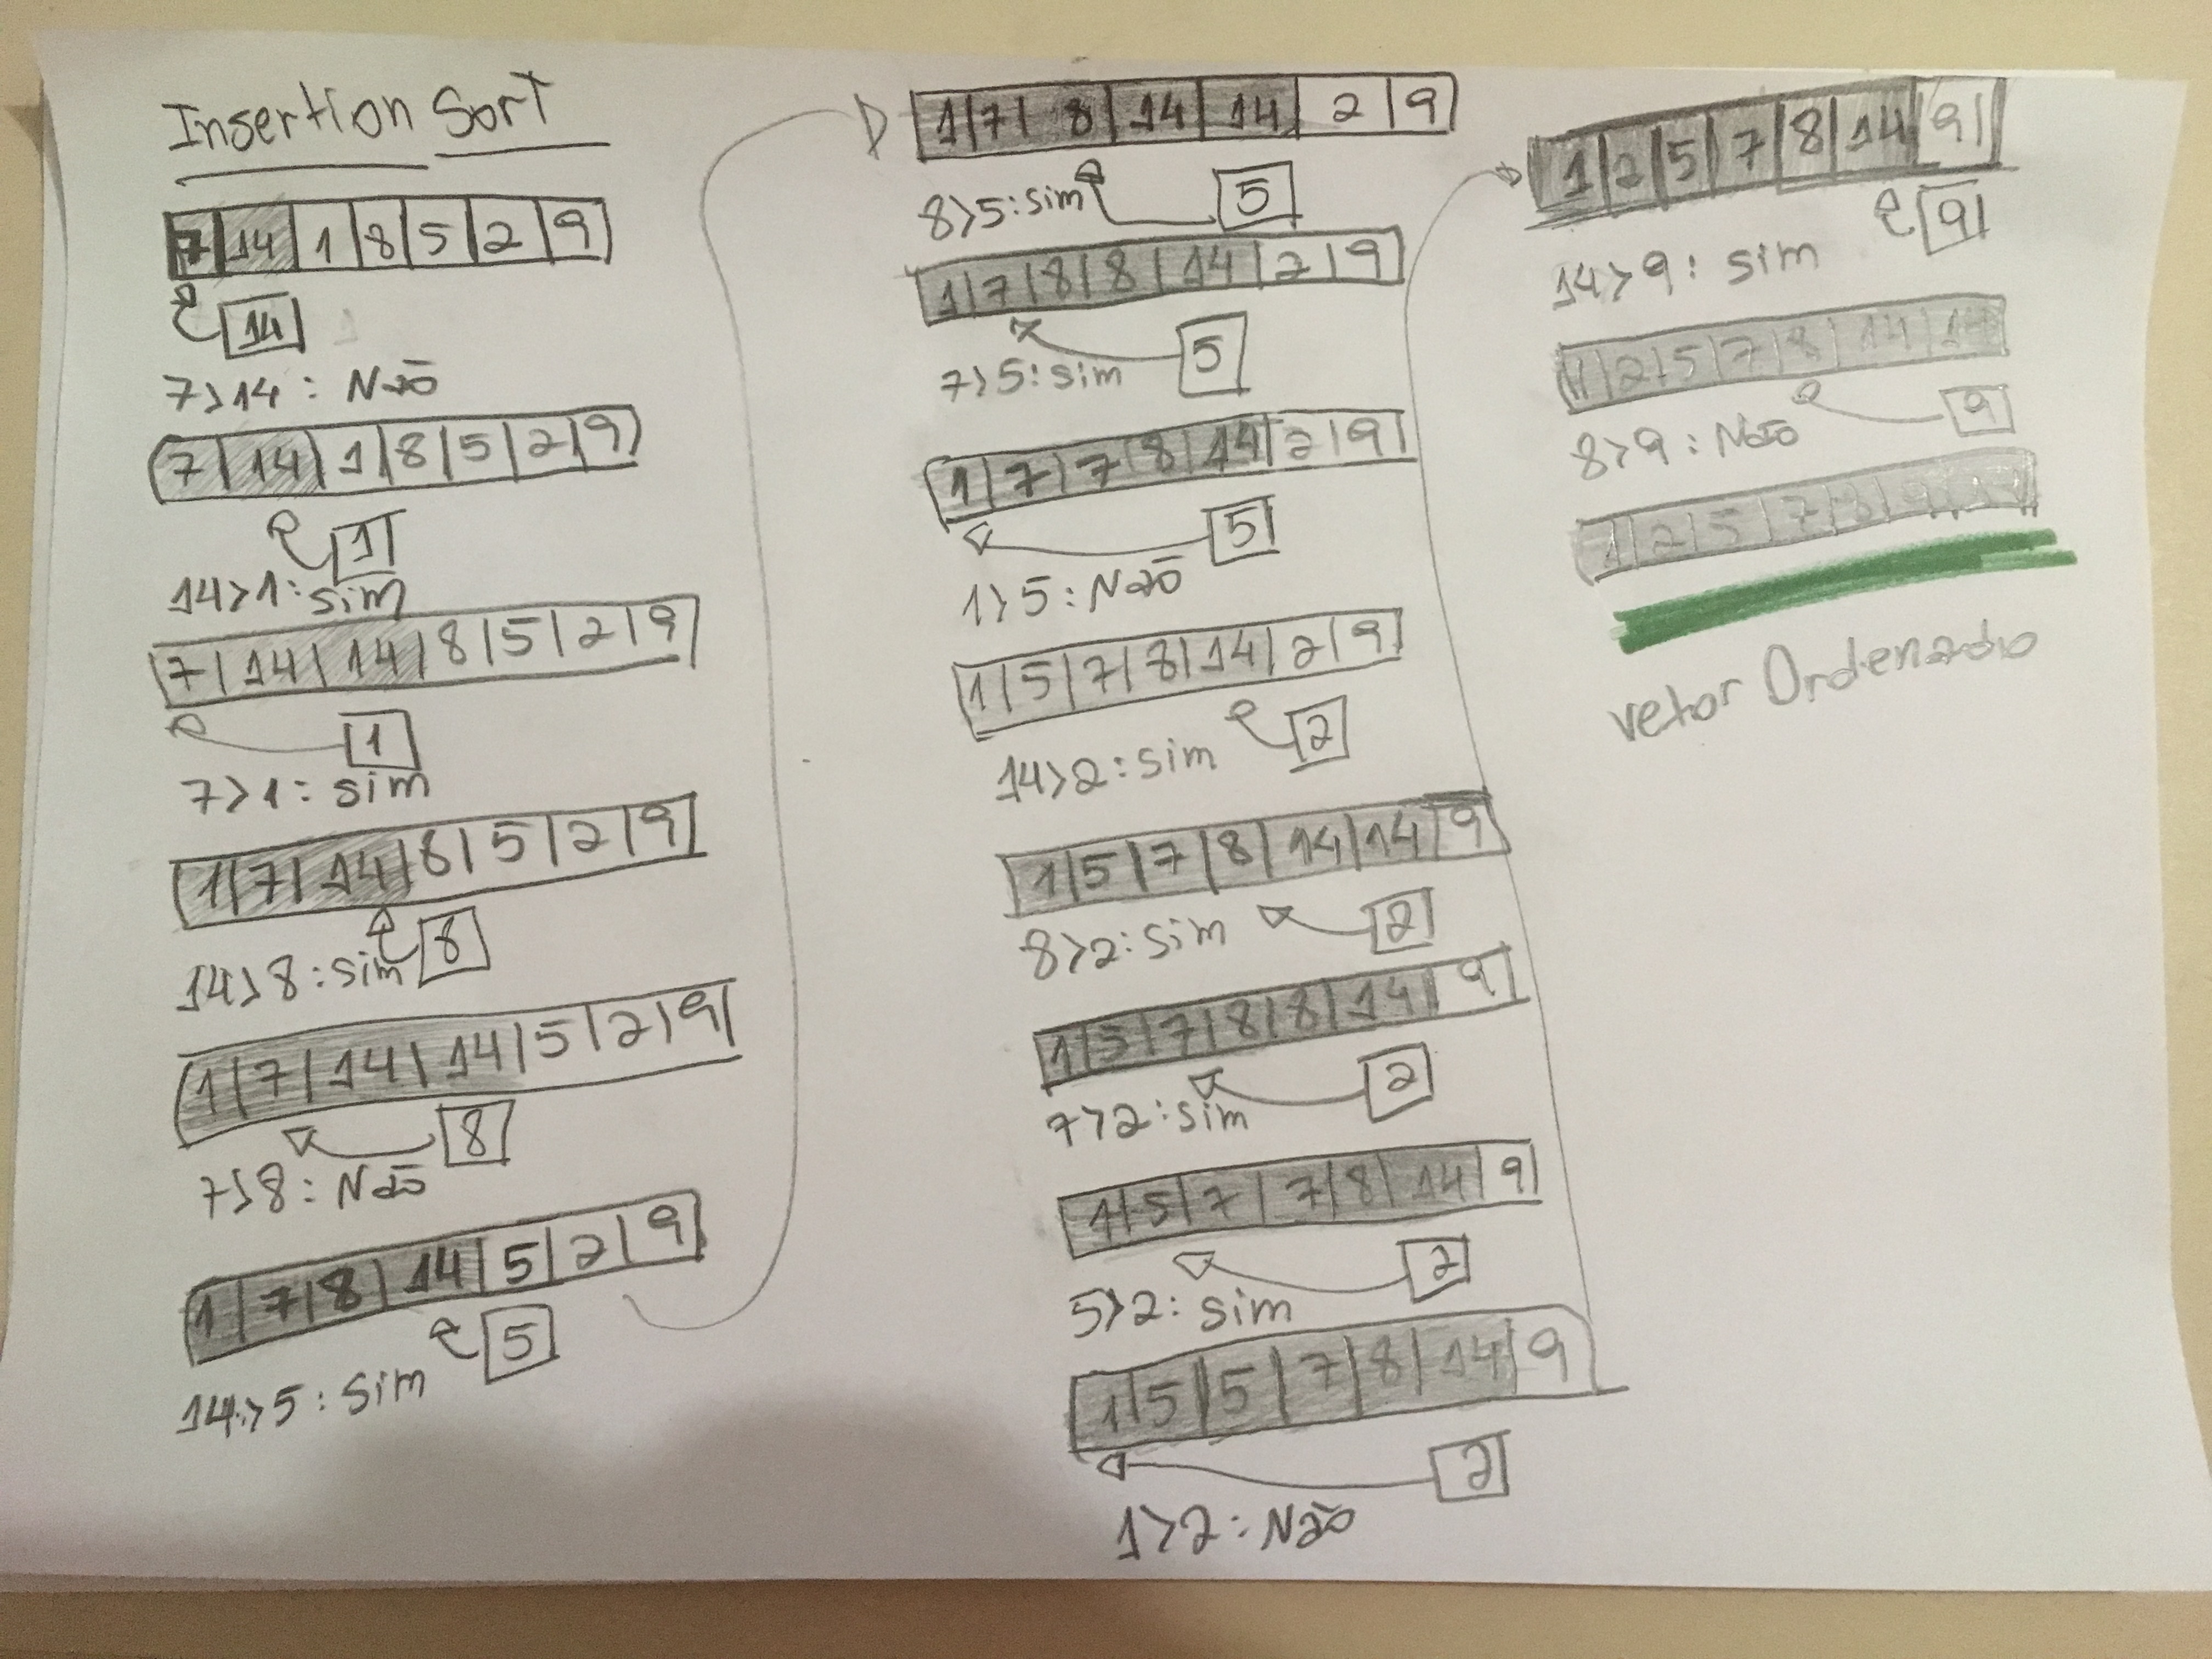 Insertion Sort
7 | 14 | 1 | 8 | 5 | 2 | 9
14
7>14 : Não
7 | 14 | 1 | 8 | 5 | 2 | 9
1
14>1 : Sim
7 | 14 | 14 | 8 | 5 | 2 | 9
1
7>1 : Sim
1 | 7 | 14 | 8 | 5 | 2 | 9
8
14>8 : Sim
1 | 7 | 14 | 14 | 5 | 2 | 9
8
7>8 : Não
1 | 7 | 8 | 14 | 5 | 2 | 9
5
14>5 : Sim
1 | 7 | 8 | 14 | 14 | 2 | 9
5
8>5 : Sim
1 | 7 | 8 | 8 | 14 | 2 | 9
5
7>5 : Sim
1 | 7 | 7 | 8 | 14 | 2 | 9
5
1>5 : Não
1 | 5 | 7 | 8 | 14 | 2 | 9
2
14>2 : Sim
1 | 5 | 7 | 8 | 14 | 14 | 9
2
8>2 : Sim
1 | 5 | 7 | 8 | 8 | 14 | 9
2
7>2 : Sim
1 | 5 | 7 | 7 | 8 | 14 | 9
2
5>2 : Sim
1 | 5 | 5 | 7 | 8 | 14 | 9
2
1>2 : Não
1 | 2 | 5 | 7 | 8 | 14 | 9
9
14>9 : Sim
1 | 2 | 5 | 7 | 8 | 14 | 14
9
8>9 : Não
1 | 2 | 5 | 7 | 8 | 9 | 14
Vetor Ordenado